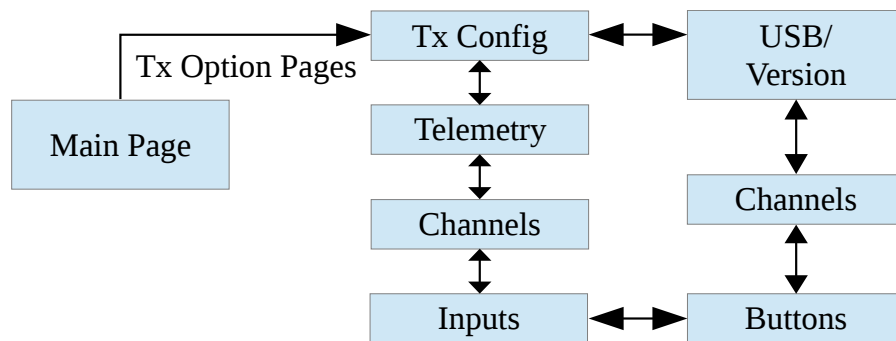 Tx Config
USB/
Version
Tx Option Pages
Main Page
Telemetry
Channels
Channels
Inputs
Buttons